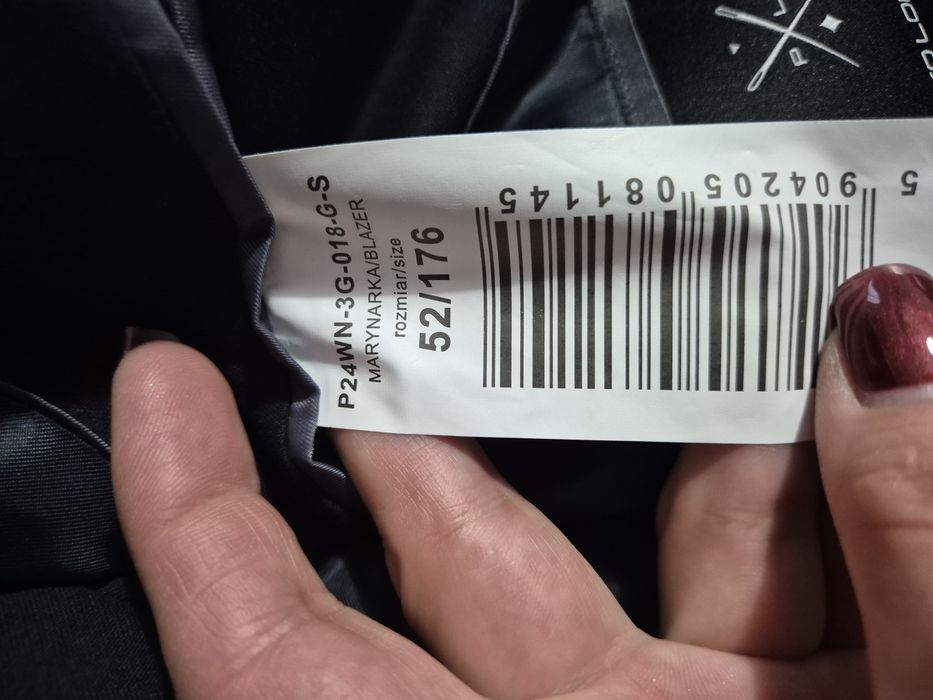 P24WN-3G-018-G-S
MARYNARKA/BLAZER
rozmiar/size
52/176
5 904205 081145